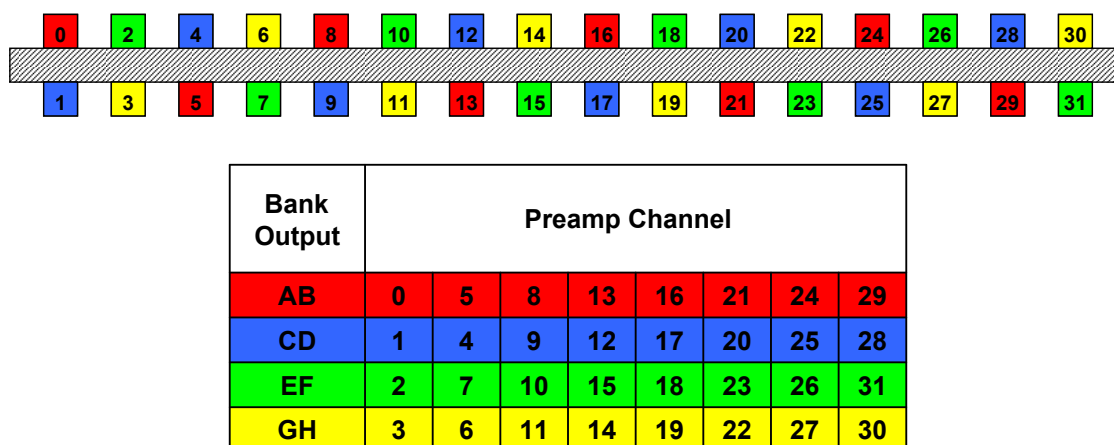 0 2 4 6 8 10 12 14 16 18 20 22 24 26 28 30
1 3 5 7 9 11 13 15 17 19 21 23 25 27 29 31
Bank
Output
Preamp Channel
AB 0 5 8 13 16 21 24 29
CD 1 4 9 12 17 20 25 28
EF 2 7 10 15 18 23 26 31
GH 3 6 11 14 19 22 27 30